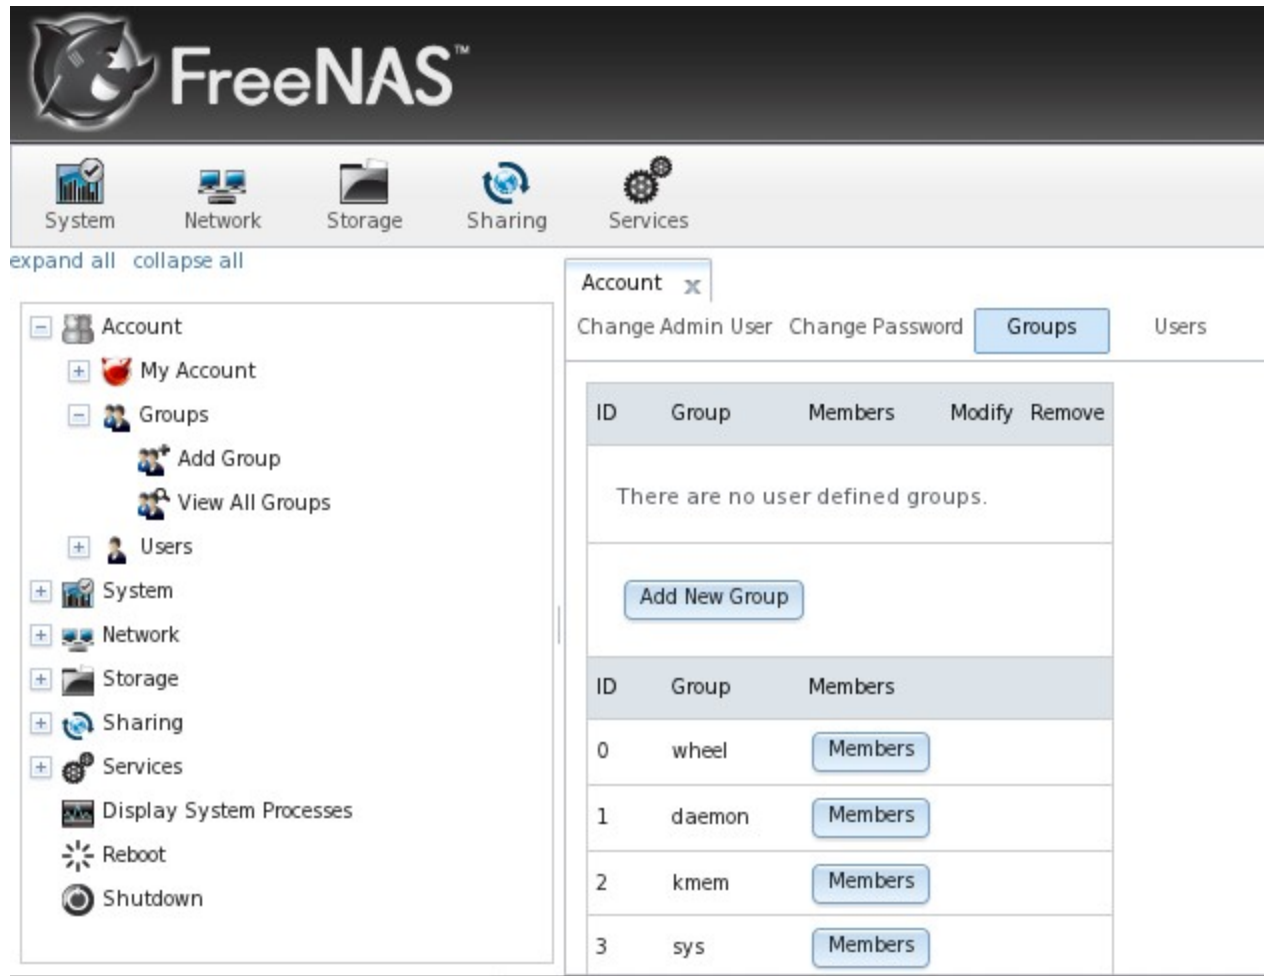 FreeNAS™
System Network Storage Sharing Services
expand all collapse all
Account
My Account
Groups
Add Group
View All Groups
Users
System
Network
Storage
Sharing
Services
Display System Processes
Reboot
Shutdown
Account x
Change Admin User Change Password Groups Users
ID Group Members Modify Remove
There are no user defined groups.
Add New Group
ID Group Members
0 wheel Members
1 daemon Members
2 kmem Members
3 sys Members